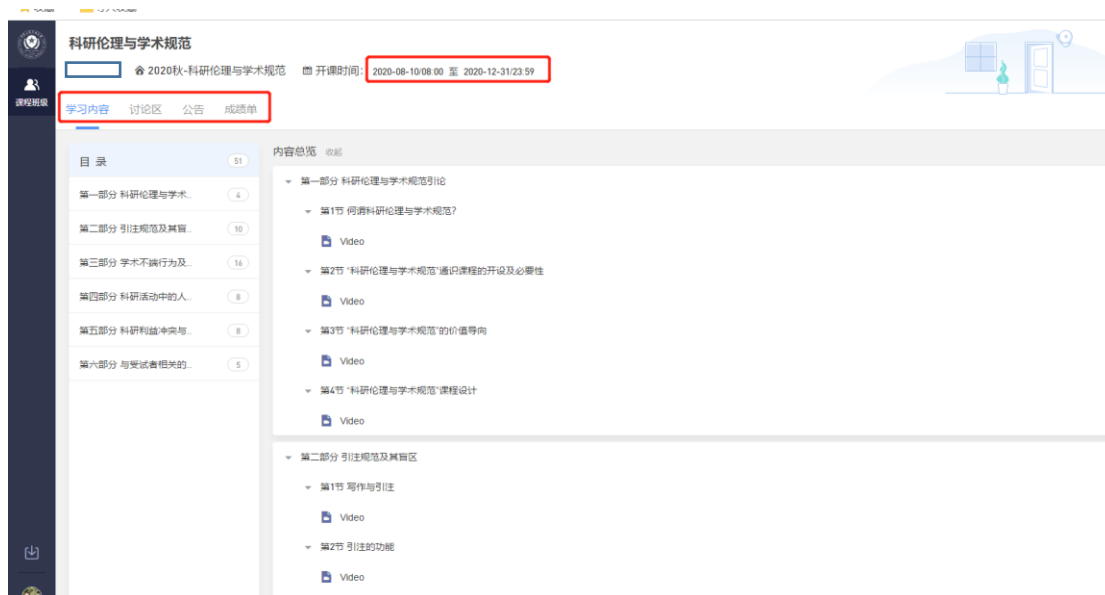 科研伦理与学术规范
2020秋-科研伦理与学术规范 开课时间: 2020-08-10/08:00 至 2020-12-31/23:59
课程班级
学习内容 讨论区 公告 成绩单
目 录 51
第一部分 科研伦理与学术... 4
第二部分 引注规范及其盲... 10
第三部分 学术不端行为及... 16
第四部分 科研活动中的人... 8
第五部分 科研利益冲突与... 8
第六部分 与受试者相关的... 5
内容总览 收起
第一部分 科研伦理与学术规范引论
第1节 何谓科研伦理与学术规范?
Video
第2节 “科研伦理与学术规范”通识课程的开设及必要性
Video
第3节 “科研伦理与学术规范”的价值导向
Video
第4节 “科研伦理与学术规范”课程设计
Video
第二部分 引注规范及其盲区
第1节 写作与引注
Video
第2节 引注的功能
Video